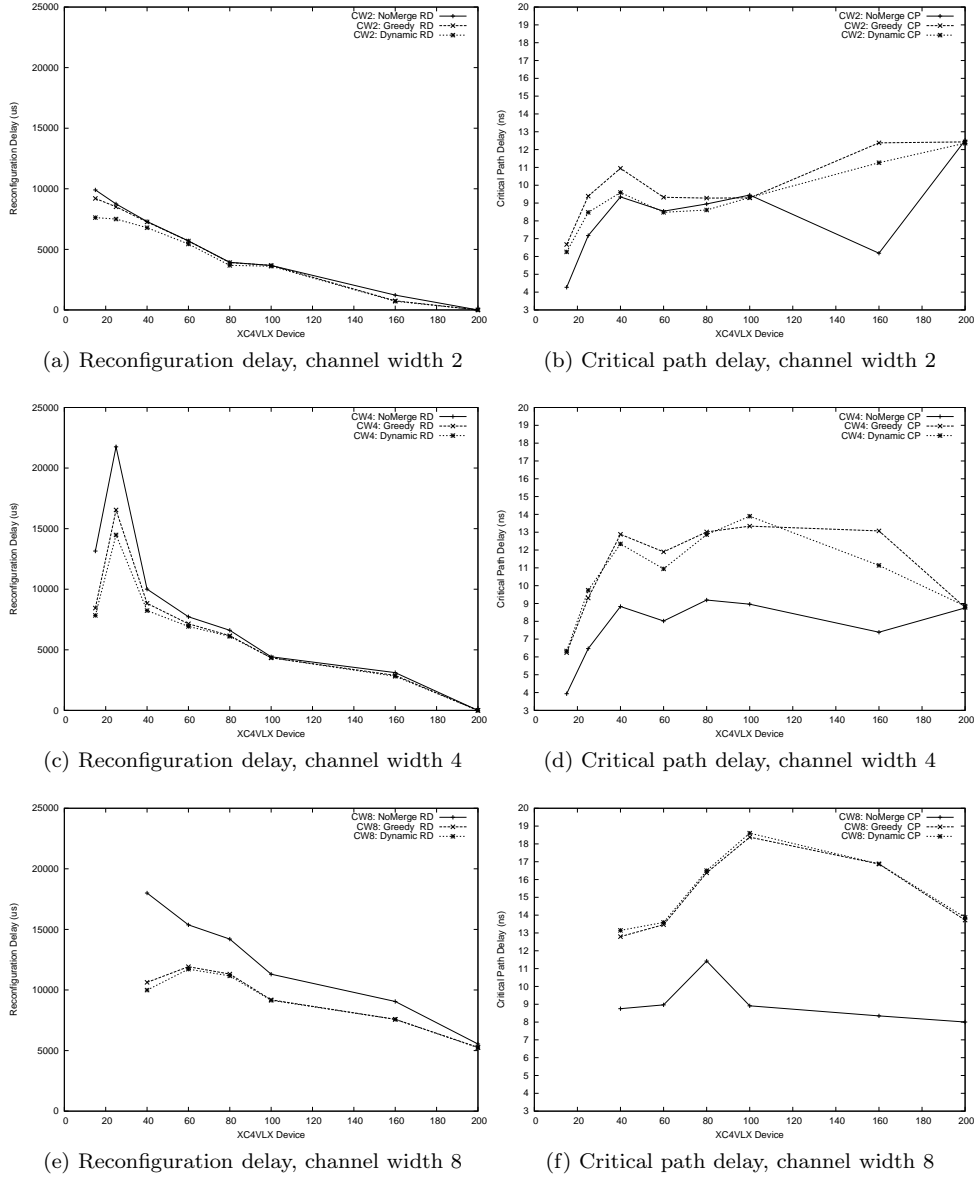 25000
20000
15000
10000
5000
0
Reconfiguration Delay (us)
0 20 40 60 80 100 120 140 160 180 200
XC4VLX Device
CW2: NoMerge RD
CW2: Greedy RD
CW2: Dynamic RD
(a) Reconfiguration delay, channel width 2
20
19
18
17
16
15
14
13
12
11
10
9
8
7
6
5
4
3
Critical Path Delay (ns)
0 20 40 60 80 100 120 140 160 180 200
XC4VLX Device
CW2: NoMerge CP
CW2: Greedy CP
CW2: Dynamic CP
(b) Critical path delay, channel width 2
25000
20000
15000
10000
5000
0
Reconfiguration Delay (us)
0 20 40 60 80 100 120 140 160 180 200
XC4VLX Device
CW4: NoMerge RD
CW4: Greedy RD
CW4: Dynamic RD
(c) Reconfiguration delay, channel width 4
20
19
18
17
16
15
14
13
12
11
10
9
8
7
6
5
4
3
Critical Path Delay (ns)
0 20 40 60 80 100 120 140 160 180 200
XC4VLX Device
CW4: NoMerge CP
CW4: Greedy CP
CW4: Dynamic CP
(d) Critical path delay, channel width 4
25000
20000
15000
10000
5000
0
Reconfiguration Delay (us)
0 20 40 60 80 100 120 140 160 180 200
XC4VLX Device
CW8: NoMerge RD
CW8: Greedy RD
CW8: Dynamic RD
(e) Reconfiguration delay, channel width 8
20
19
18
17
16
15
14
13
12
11
10
9
8
7
6
5
4
3
Critical Path Delay (ns)
0 20 40 60 80 100 120 140 160 180 200
XC4VLX Device
CW8: NoMerge CP
CW8: Greedy CP
CW8: Dynamic CP
(f) Critical path delay, channel width 8